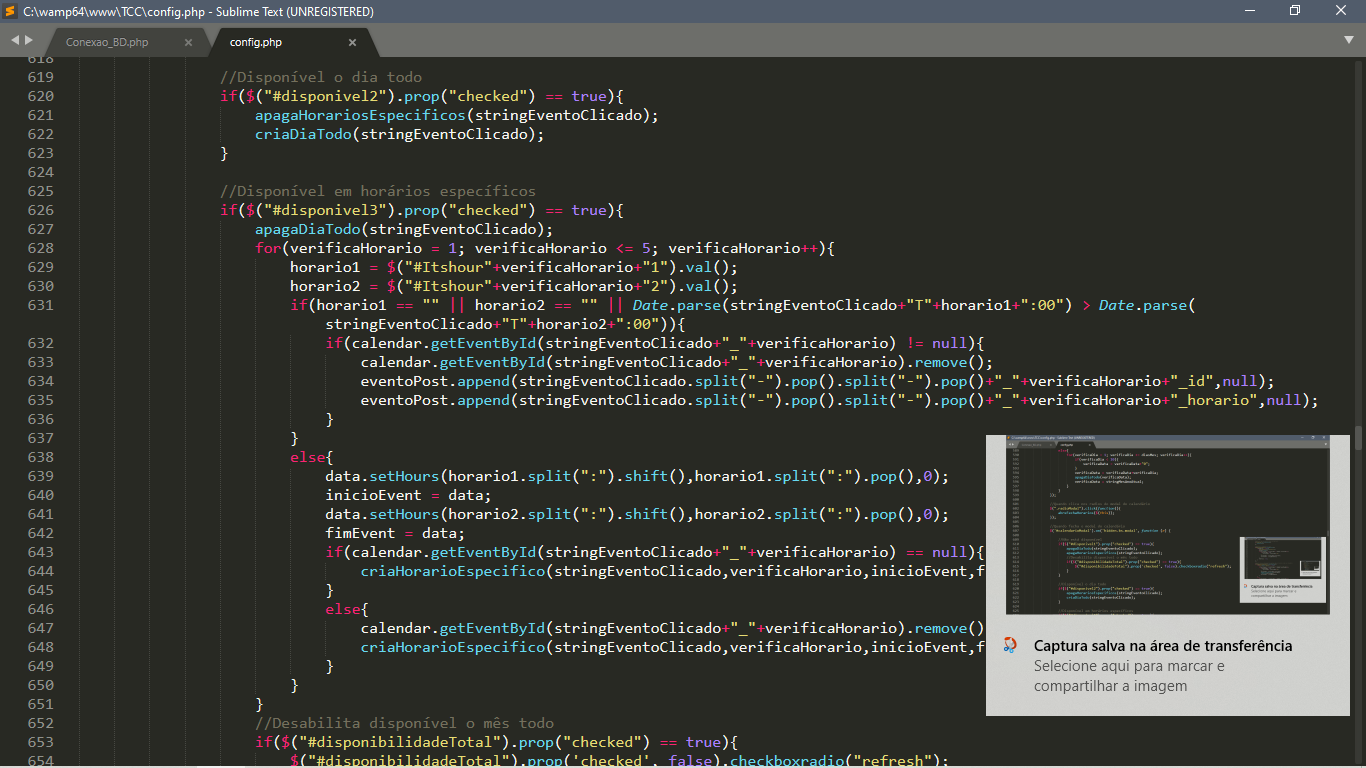 C:\wamp64\www\TCC\config.php - Sublime Text (UNREGISTERED)
Conexao_BD.php
config.php
618
619 //Disponível o dia todo
620 if($("#disponivel2").prop("checked") == true){
621 apagaHorariosEspecificos(stringEventoClicado);
622 criaDiaTodo(stringEventoClicado);
623 }
624
625 //Disponível em horários específicos
626 if($("#disponivel3").prop("checked") == true){
627 apagaDiaTodo(stringEventoClicado);
628 for(verificaHorario = 1; verificaHorario <= 5; verificaHorario++){
629 horario1 = $("#Itshour"+verificaHorario+"1").val();
630 horario2 = $("#Itshour"+verificaHorario+"2").val();
631 if(horario1 == "" || horario2 == "" || Date.parse(stringEventoClicado+"T"+horario1+":00") > Date.parse(
stringEventoClicado+"T"+horario2+":00")){
632 if(calendar.getEventById(stringEventoClicado+"_"+verificaHorario) != null){
633 calendar.getEventById(stringEventoClicado+"_"+verificaHorario).remove();
634 eventoPost.append(stringEventoClicado.split("-").pop().split("-").pop()+"_"+verificaHorario+"_id",null);
635 eventoPost.append(stringEventoClicado.split("-").pop().split("-").pop()+"_"+verificaHorario+"_horario",null);
636 }
637 }
638 else{
639 data.setHours(horario1.split(":").shift(),horario1.split(":").pop(),0);
640 inicioEvent = data;
641 data.setHours(horario2.split(":").shift(),horario2.split(":").pop(),0);
642 fimEvent = data;
643 if(calendar.getEventById(stringEventoClicado+"_"+verificaHorario) == null){
644 criaHorarioEspecifico(stringEventoClicado,verificaHorario,inicioEvent,f
645 }
646 else{
647 calendar.getEventById(stringEventoClicado+"_"+verificaHorario).remove()
648 criaHorarioEspecifico(stringEventoClicado,verificaHorario,inicioEvent,f
649 }
650 }
651 }
652 //Desabilita disponível o mês todo
653 if($("#disponibilidadeTotal").prop("checked") == true){
654 $("#disponibilidadeTotal").prop('checked', false).checkboxradio("refresh");
Captura salva na área de transferência
Selecione aqui para marcar e
compartilhar a imagem